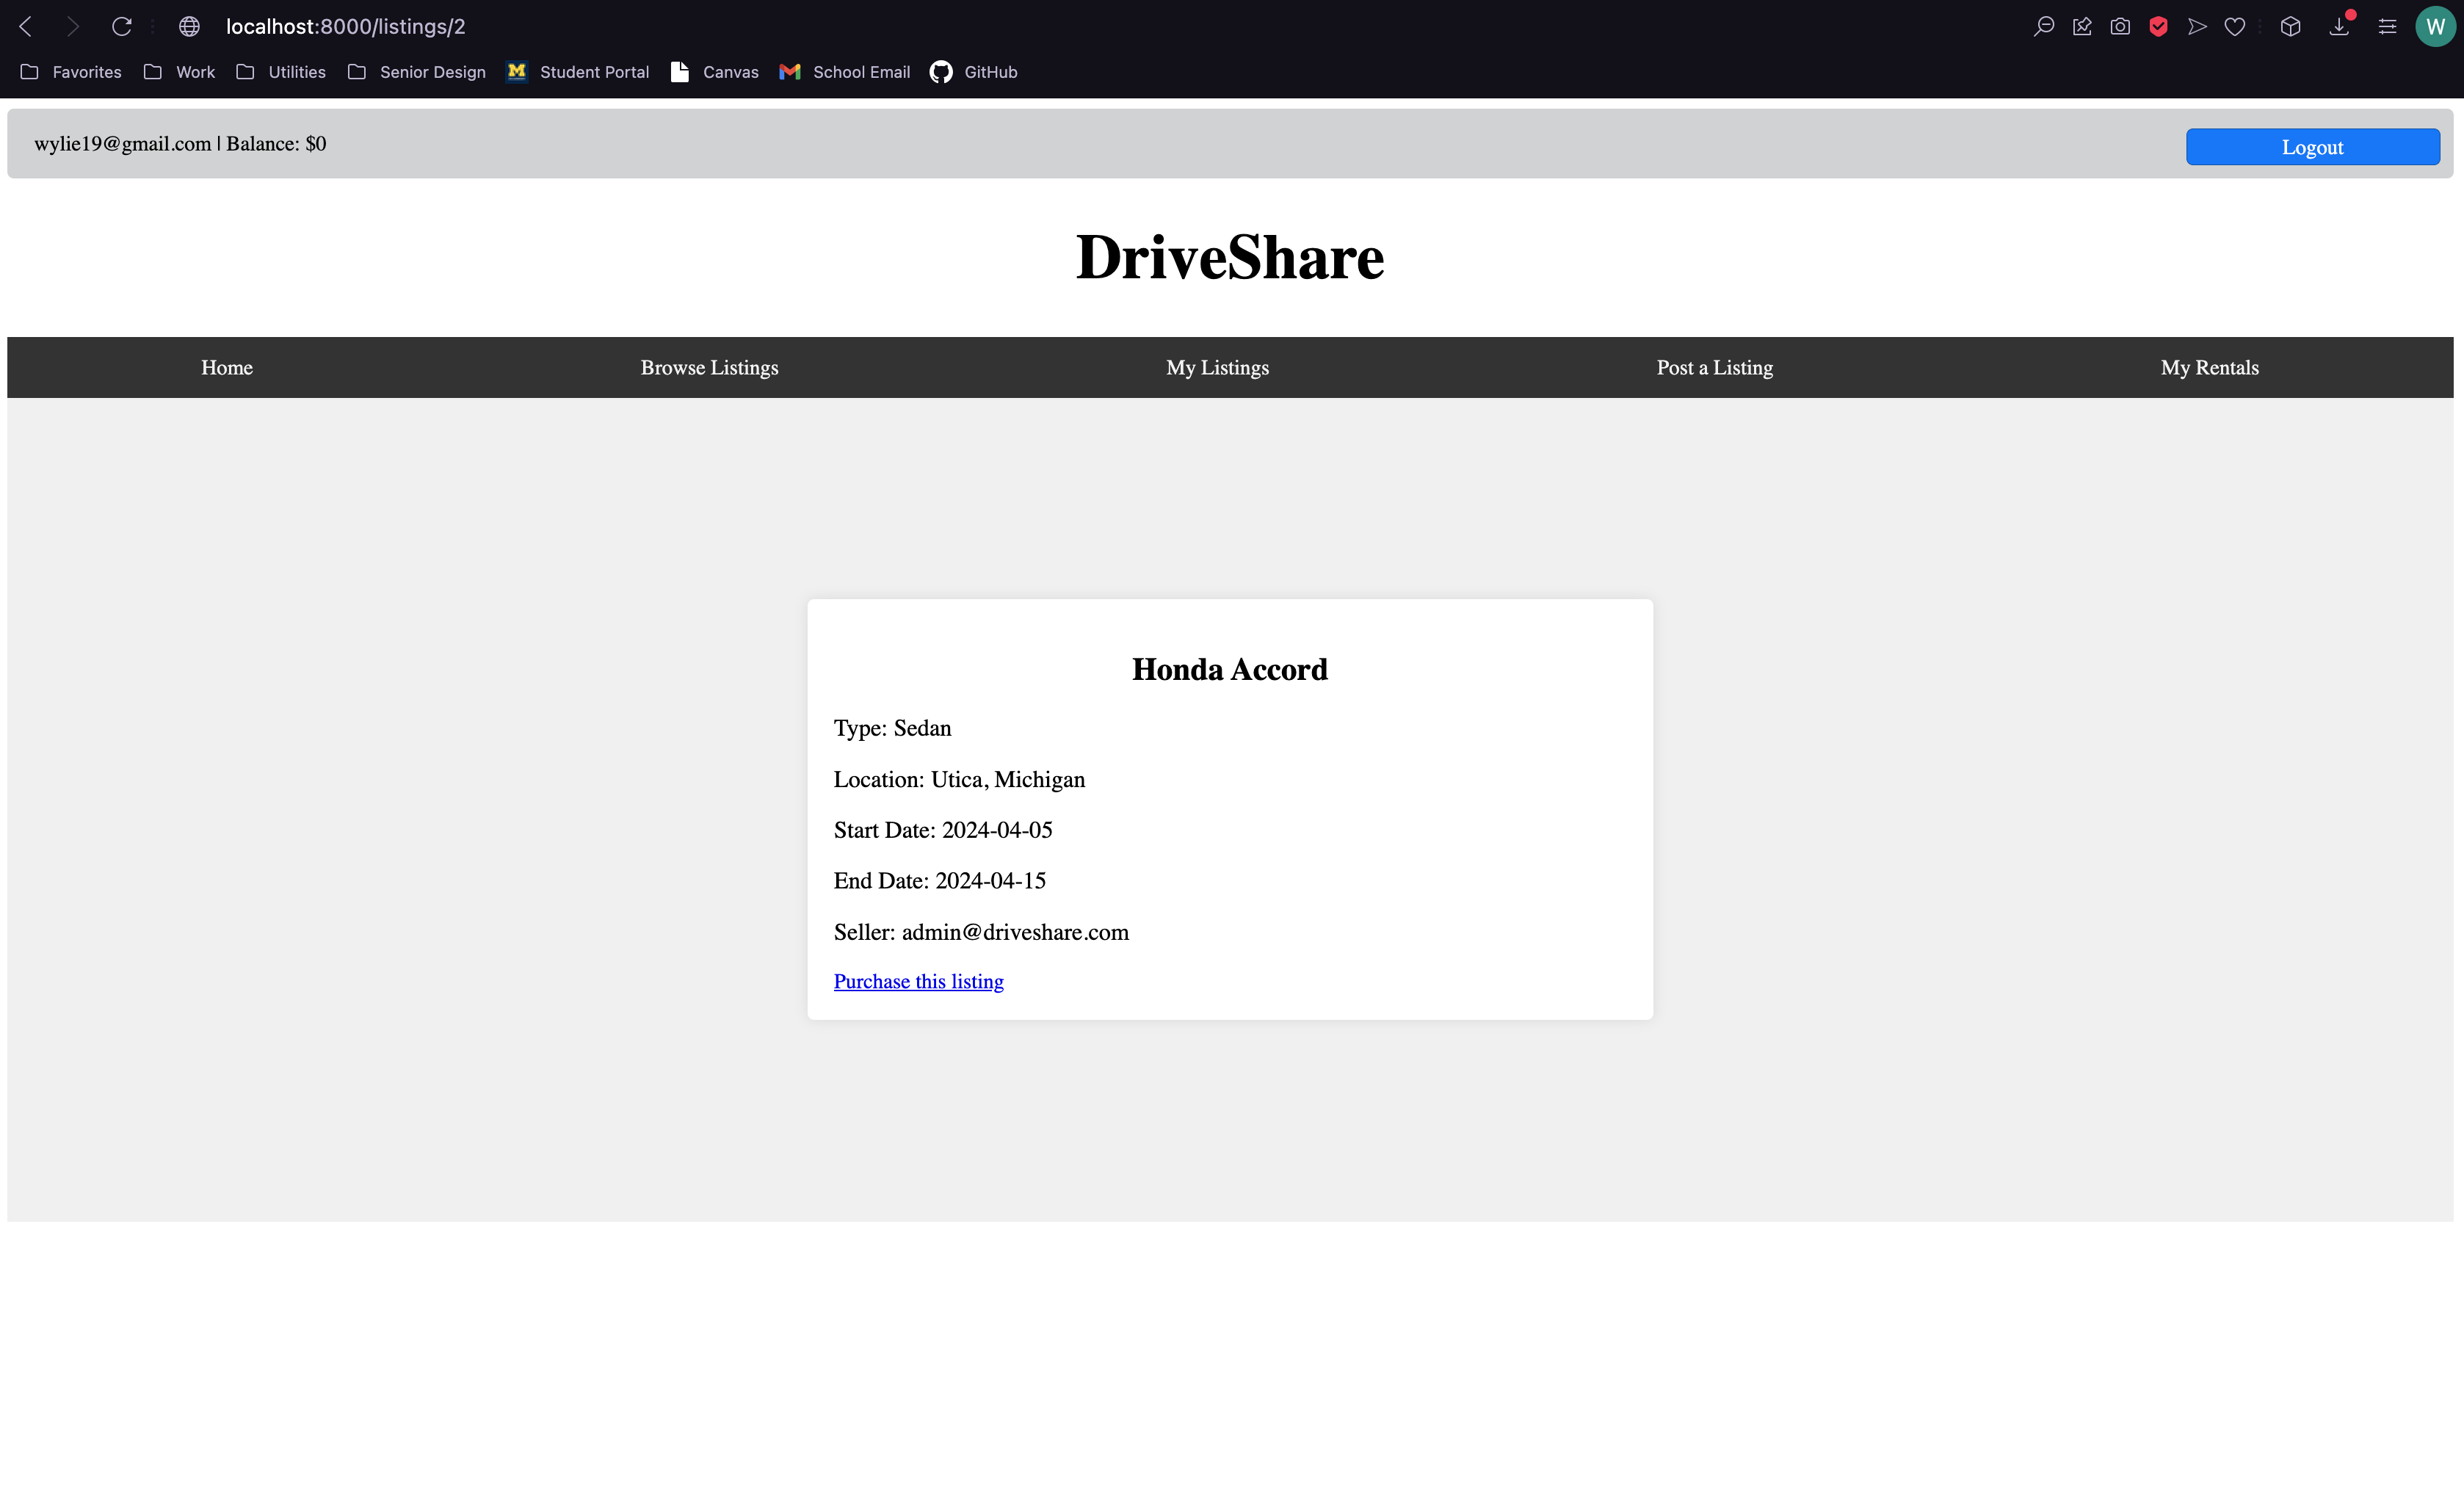 localhost:8000/listings/2
W
Favorites Work Utilities Senior Design Student Portal Canvas School Email GitHub
wylie19@gmail.com | Balance: $0 Logout
DriveShare
Home Browse Listings My Listings Post a Listing My Rentals
Honda Accord
Type: Sedan
Location: Utica, Michigan
Start Date: 2024-04-05
End Date: 2024-04-15
Seller: admin@driveshare.com
Purchase this listing